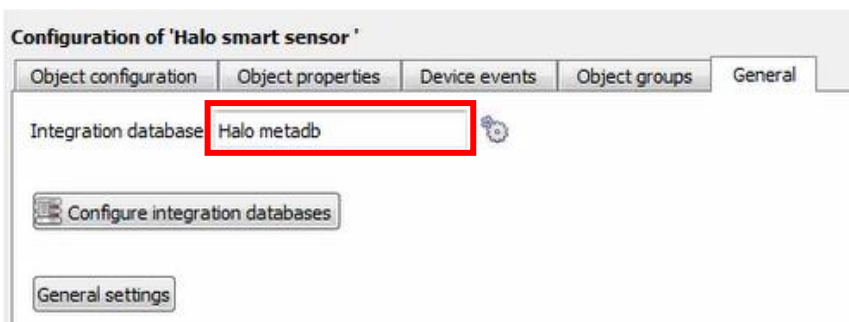 Configuration of 'Halo smart sensor '
Object configuration Object properties Device events Object groups General
Integration database Halo metadb
Configure integration databases
General settings